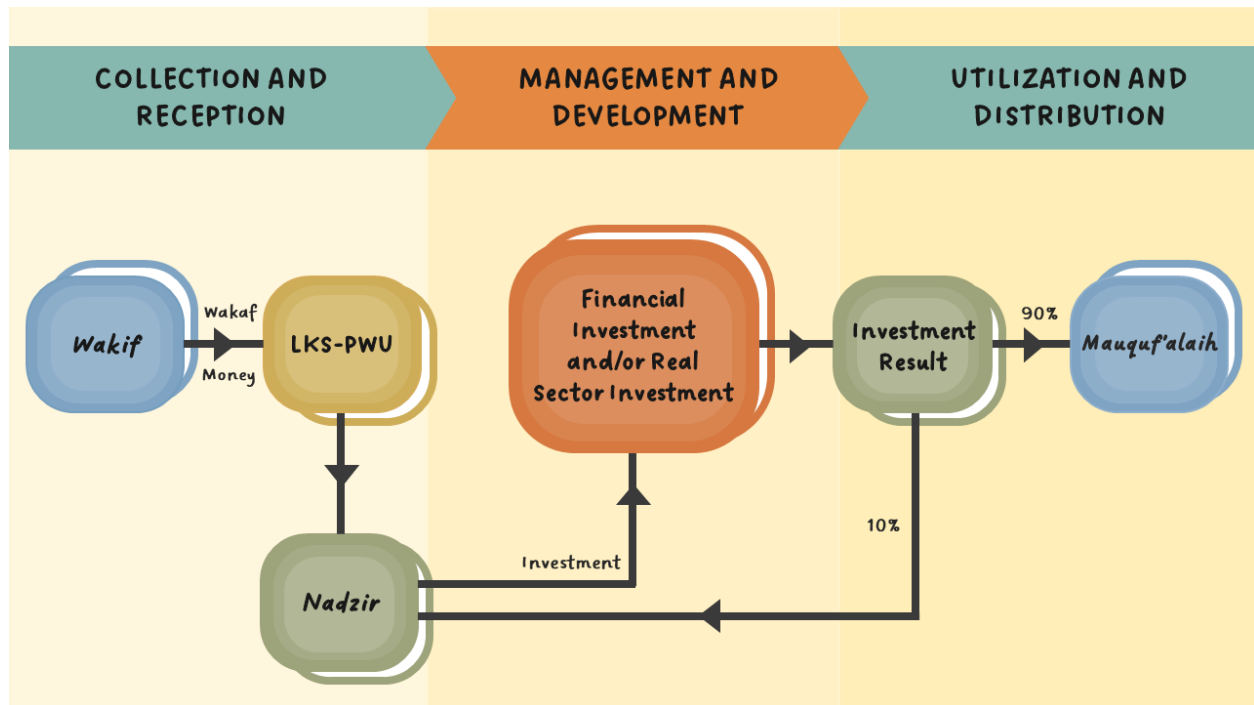 COLLECTION AND
RECEPTION
MANAGEMENT AND
DEVELOPMENT
UTILIZATION AND
DISTRIBUTION
Wakif
Wakaf
Money
LKS-PWU
Financial
Investment
and/or Real
Sector Investment
Investment
Result
90%
Mauquf'alaih
10%
Investment
Nadzir